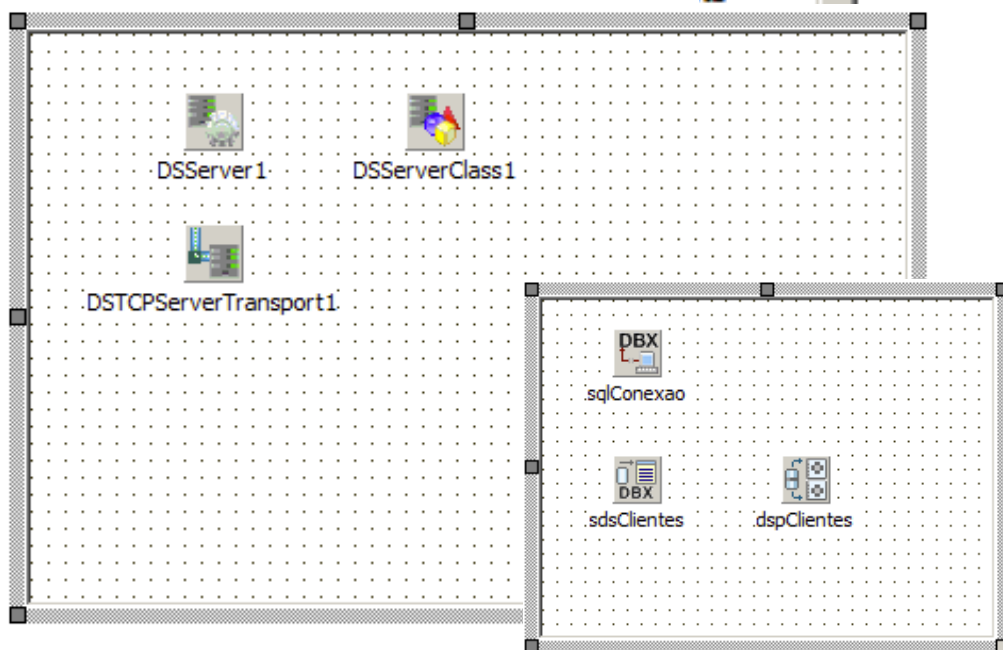 DSServer1
DSServerClass1
DSTCPServerTransport1
DBX
sqlConexao
DBX
sdsClientes
dspClientes